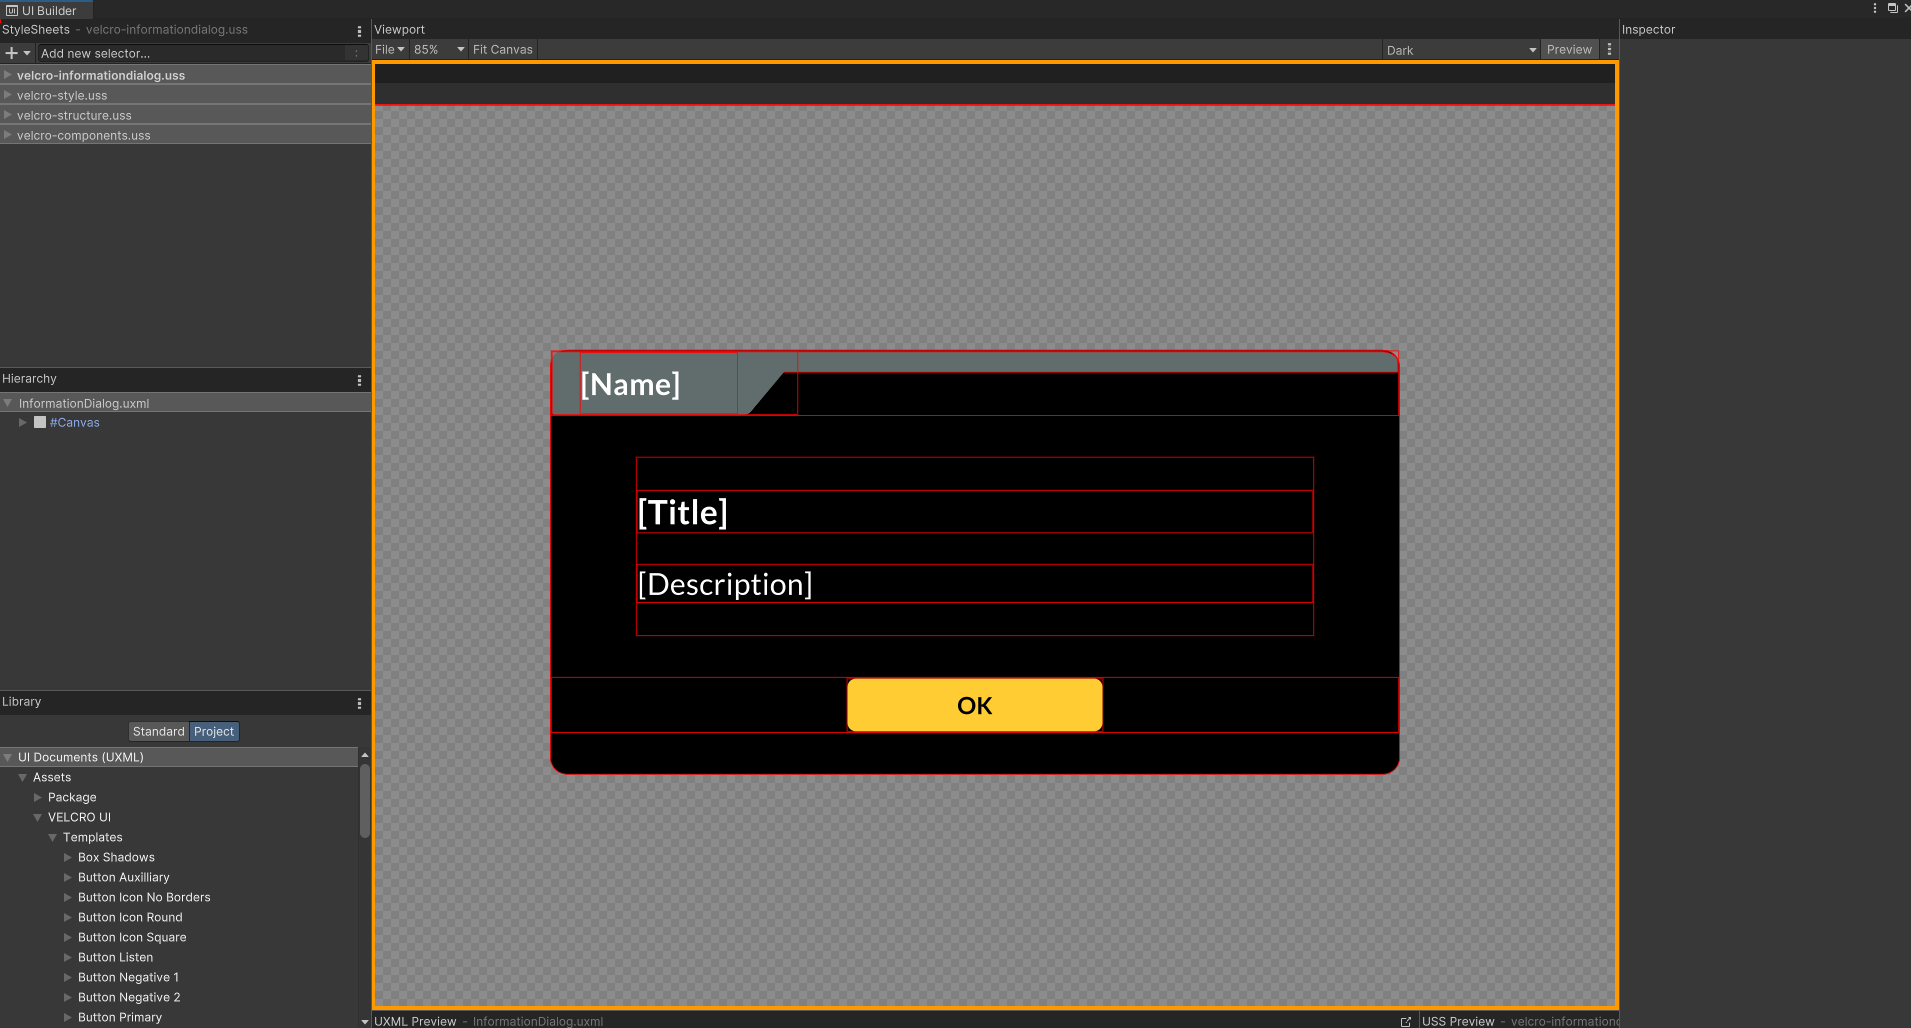 UI Builder
StyleSheets - velcro-informationdialog.uss
Add new selector...
velcro-informationdialog.uss
velcro-style.uss
velcro-structure.uss
velcro-components.uss
Hierarchy
InformationDialog.uxml
#Canvas
Library
Standard Project
UI Documents (UXML)
Assets
Package
VELCRO UI
Templates
Box Shadows
Button Auxilliary
Button Icon No Borders
Button Icon Round
Button Icon Square
Button Listen
Button Negative 1
Button Negative 2
Button Primary
Viewport
File 85% Fit Canvas Dark Preview
[Name]
[Title]
[Description]
OK
UXML Preview - InformationDialog.uxml
USS Preview - velcro-information
Inspector